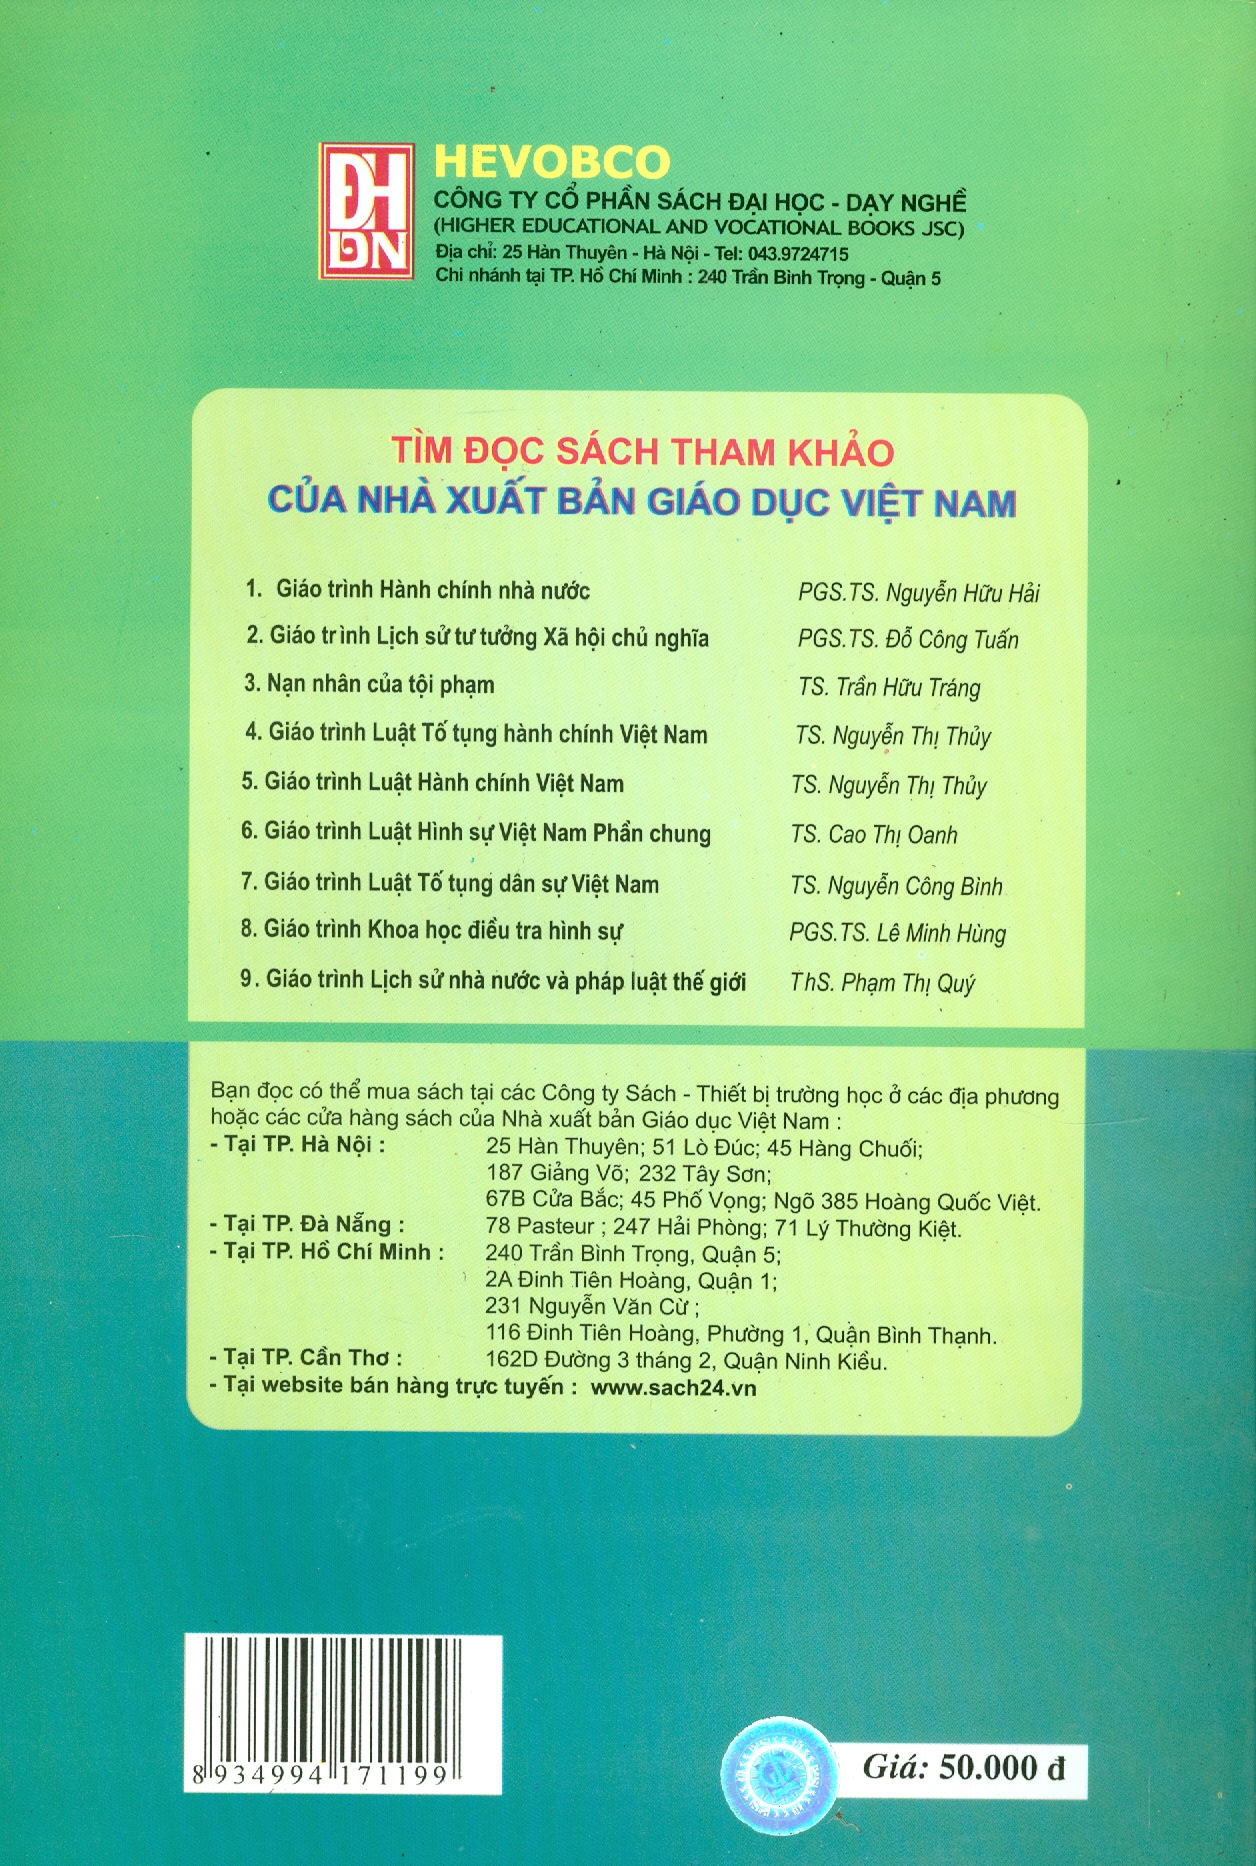 ĐH
DN
HEVOBCO
CÔNG TY CỔ PHẦN SÁCH ĐẠI HỌC - DẠY NGHỀ
(HIGHER EDUCATIONAL AND VOCATIONAL BOOKS JSC)
Địa chỉ: 25 Hàn Thuyên - Hà Nội - Tel: 043.9724715
Chi nhánh tại TP. Hồ Chí Minh : 240 Trần Bình Trọng - Quận 5
TÌM ĐỌC SÁCH THAM KHẢO
CỦA NHÀ XUẤT BẢN GIÁO DỤC VIỆT NAM
1. Giáo trình Hành chính nhà nước PGS.TS. Nguyễn Hữu Hải
2. Giáo trình Lịch sử tư tưởng Xã hội chủ nghĩa PGS.TS. Đỗ Công Tuấn
3. Nạn nhân của tội phạm TS. Trần Hữu Tráng
4. Giáo trình Luật Tố tụng hành chính Việt Nam TS. Nguyễn Thị Thủy
5. Giáo trình Luật Hành chính Việt Nam TS. Nguyễn Thị Thủy
6. Giáo trình Luật Hình sự Việt Nam Phần chung TS. Cao Thị Oanh
7. Giáo trình Luật Tố tụng dân sự Việt Nam TS. Nguyễn Công Bình
8. Giáo trình Khoa học điều tra hình sự PGS.TS. Lê Minh Hùng
9. Giáo trình Lịch sử nhà nước và pháp luật thế giới ThS. Phạm Thị Quý
Bạn đọc có thể mua sách tại các Công ty Sách - Thiết bị trường học ở các địa phương
hoặc các cửa hàng sách của Nhà xuất bản Giáo dục Việt Nam :
- Tại TP. Hà Nội : 25 Hàn Thuyên; 51 Lò Đúc; 45 Hàng Chuối;
187 Giảng Võ; 232 Tây Sơn;
67B Cửa Bắc; 45 Phố Vọng; Ngõ 385 Hoàng Quốc Việt.
- Tại TP. Đà Nẵng : 78 Pasteur ; 247 Hải Phòng; 71 Lý Thường Kiệt.
- Tại TP. Hồ Chí Minh : 240 Trần Bình Trọng, Quận 5;
2A Đinh Tiên Hoàng, Quận 1;
231 Nguyễn Văn Cừ ;
116 Đinh Tiên Hoàng, Phường 1, Quận Bình Thạnh.
- Tại TP. Cần Thơ : 162D Đường 3 tháng 2, Quận Ninh Kiều.
- Tại website bán hàng trực tuyến : www.sach24.vn
8 934994 171199
Giá: 50.000 đ